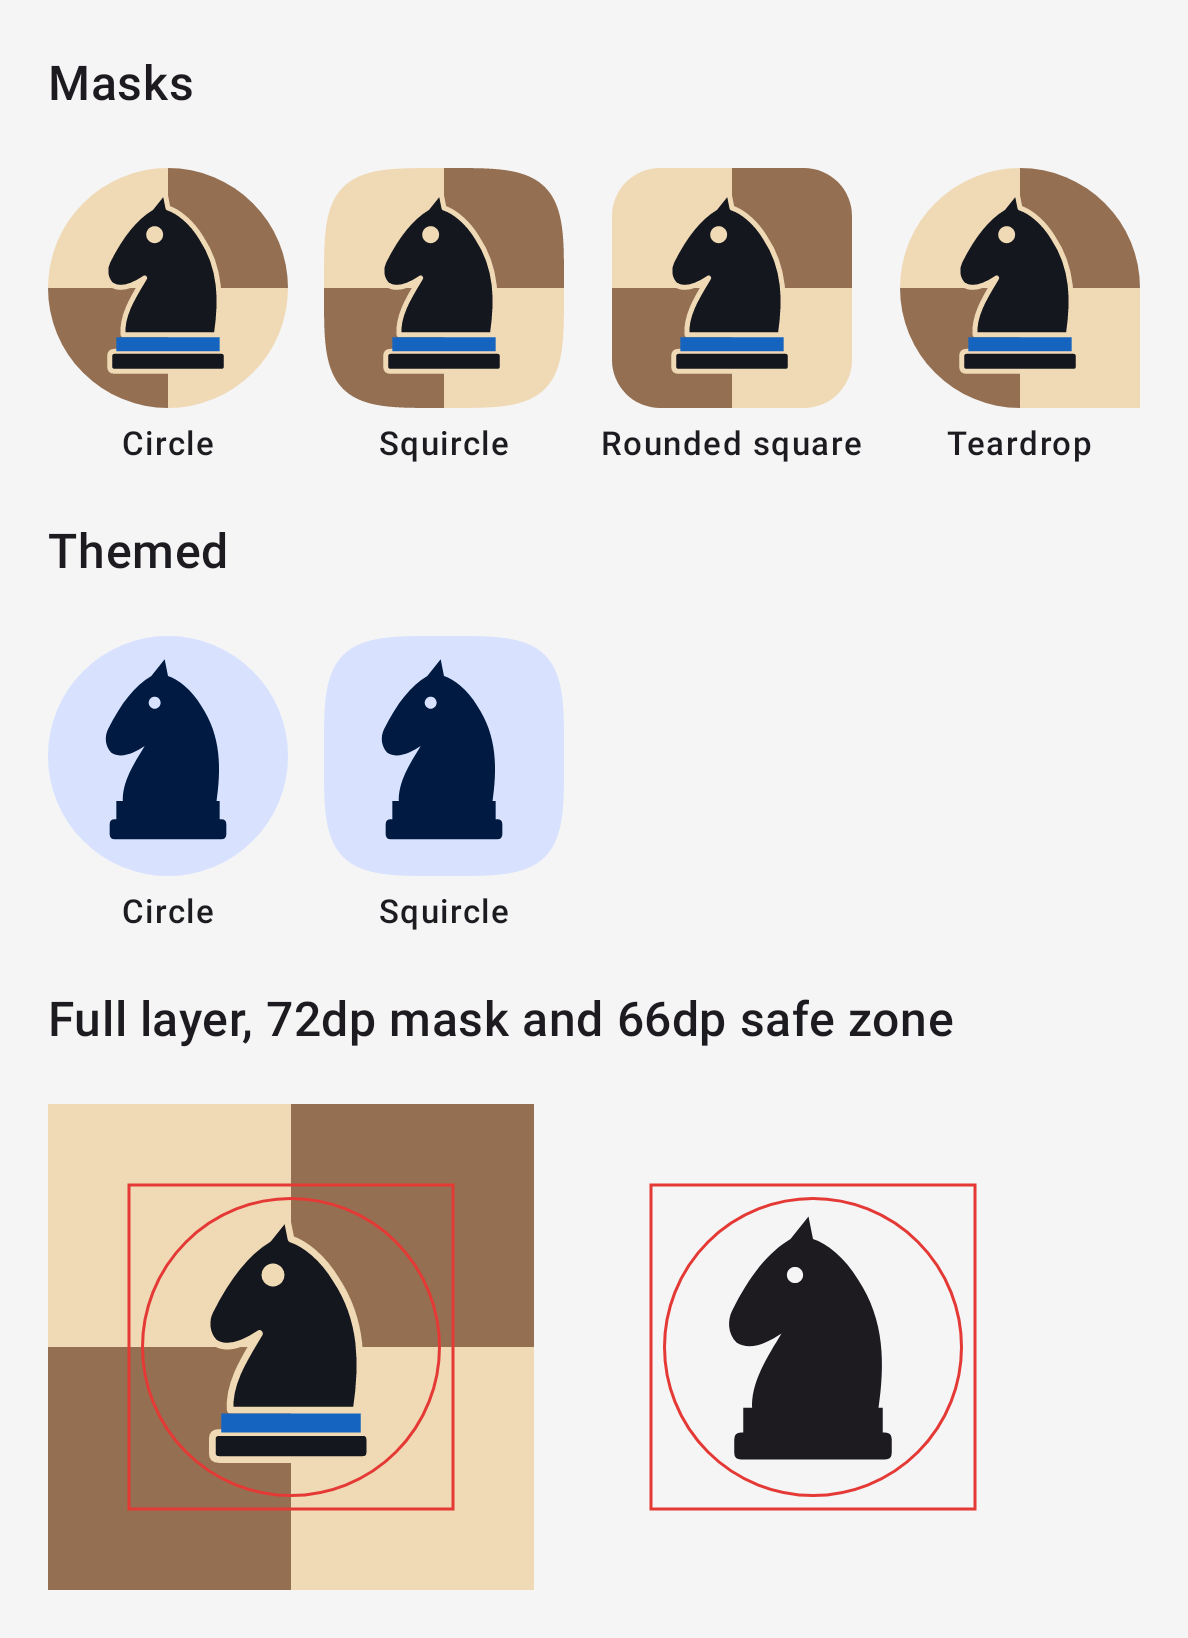 Masks
Circle
Squircle
Rounded square
Teardrop
Themed
Circle
Squircle
Full layer, 72dp mask and 66dp safe zone